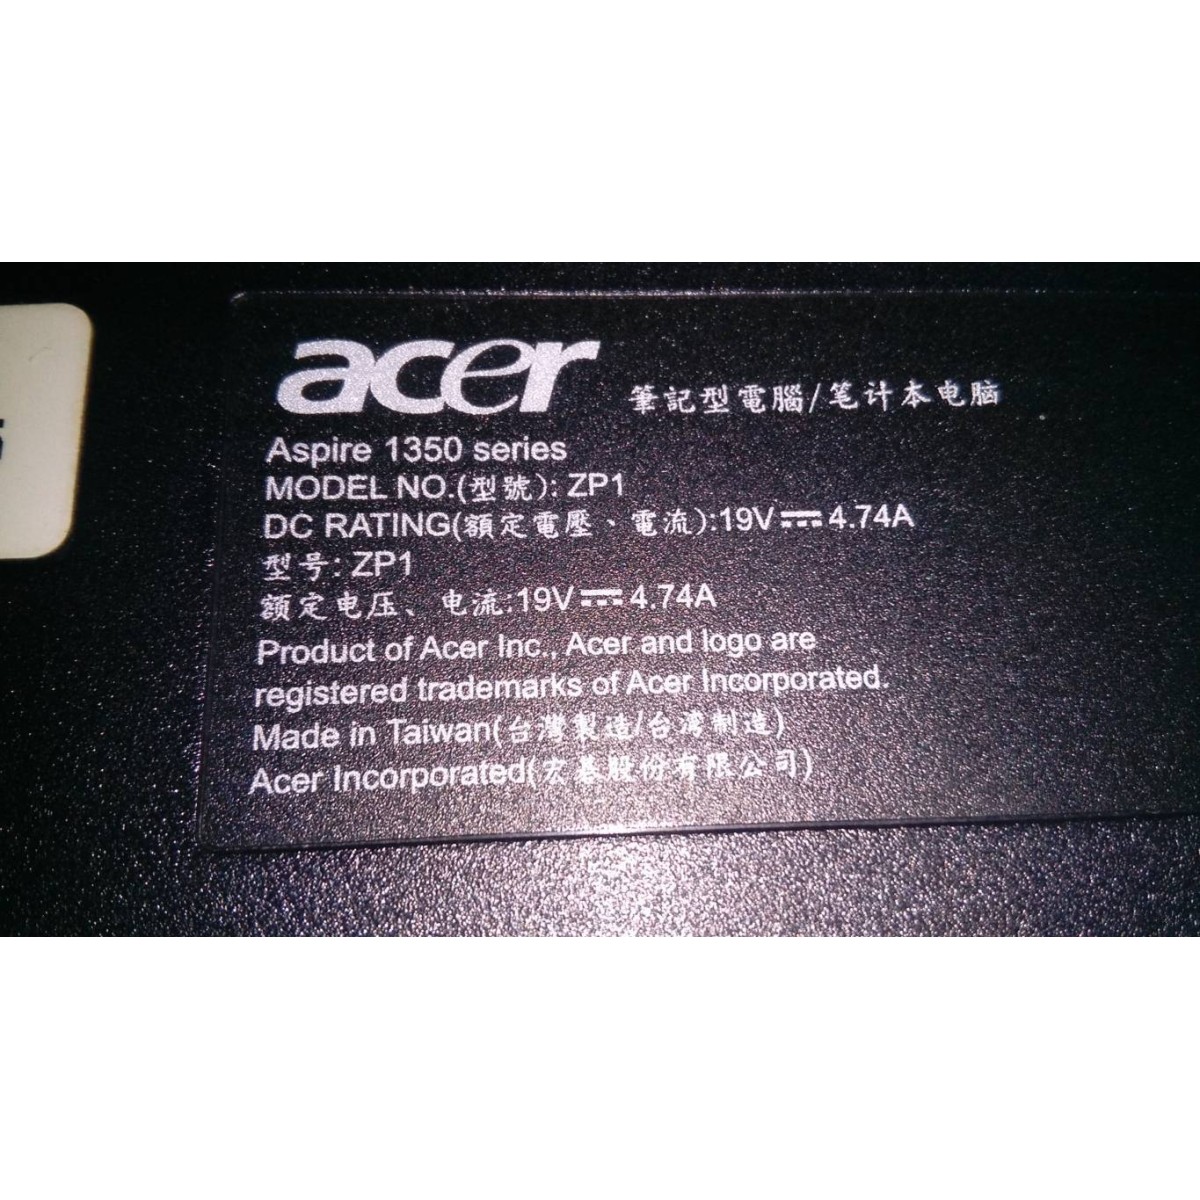 acer 筆記型電腦/笔计本电脑
Aspire 1350 series
MODEL NO.(型號): ZP1
DC RATING(額定電壓、電流):19V⎓4.74A
型号: ZP1
额定电压、电流:19V⎓4.74A
Product of Acer Inc., Acer and logo are
registered trademarks of Acer Incorporated.
Made in Taiwan(台灣製造/台湾制造)
Acer Incorporated(宏碁股份有限公司)